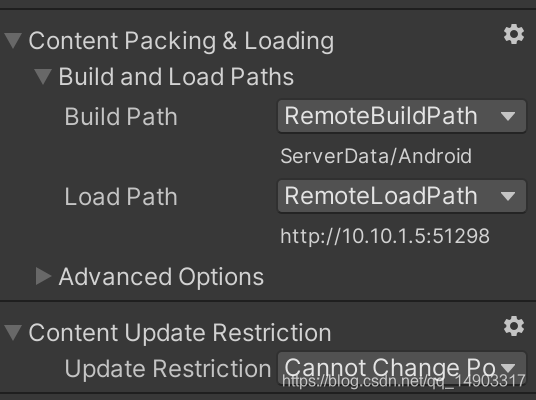 Content Packing & Loading
Build and Load Paths
Build Path RemoteBuildPath
ServerData/Android
Load Path RemoteLoadPath
http://10.10.1.5:51298
Advanced Options
Content Update Restriction
Update Restriction Cannot Change Po
https://blog.csdn.net/qq_14903317